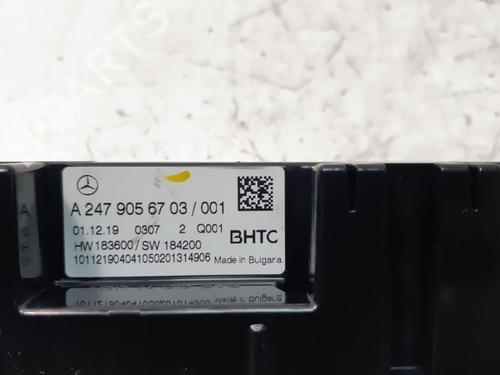 PARTS
A 247 905 67 03 / 001
01.12.19 0307 2 Q001
HW 183600 / SW 184200
BHTC
101121904041050201314906 Made in Bulgaria